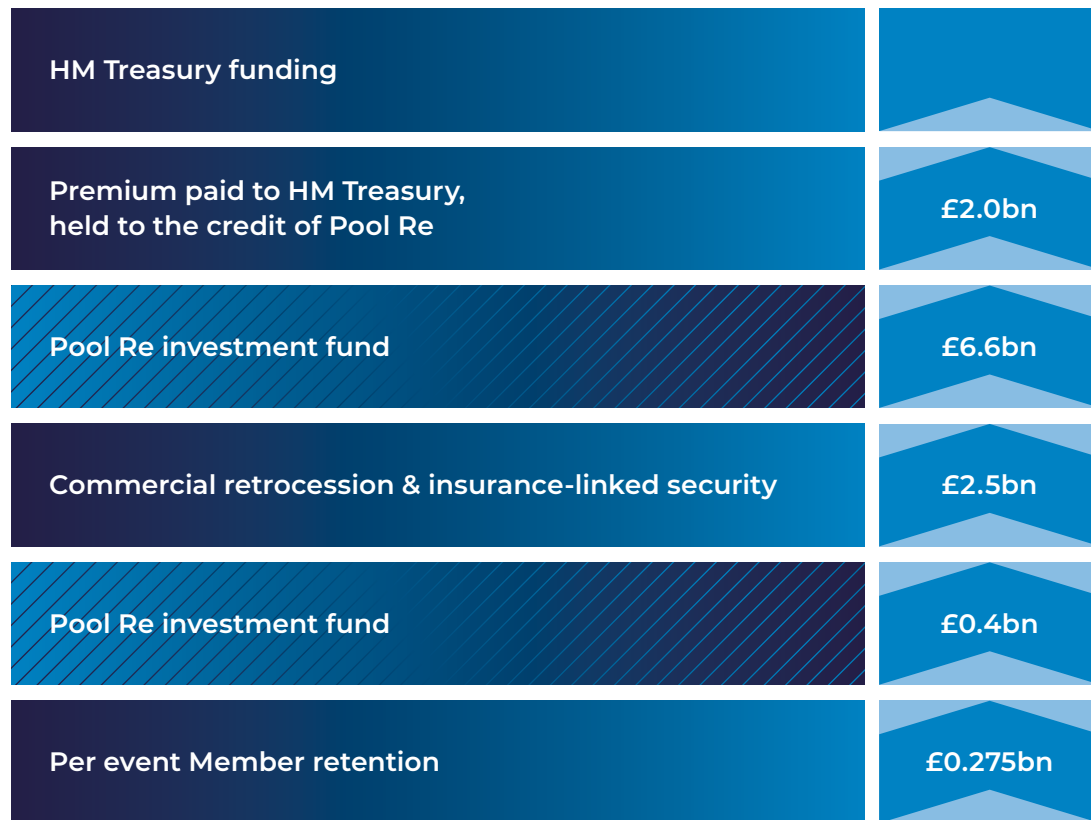 HM Treasury funding
Premium paid to HM Treasury,
held to the credit of Pool Re
£2.0bn
Pool Re investment fund
£6.6bn
Commercial retrocession & insurance-linked security
£2.5bn
Pool Re investment fund
£0.4bn
Per event Member retention
£0.275bn